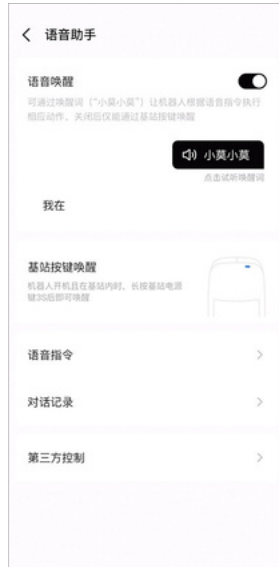 语音助手
语音唤醒
可通过唤醒词（“小莫小莫”）让机器人根据语音指令执行
相应动作，关闭后仅能通过基站按键唤醒
小莫小莫
点击试听唤醒词
我在
基站按键唤醒
机器人开机且在基站内时，长按基站电源
键3S后即可唤醒
语音指令
对话记录
第三方控制